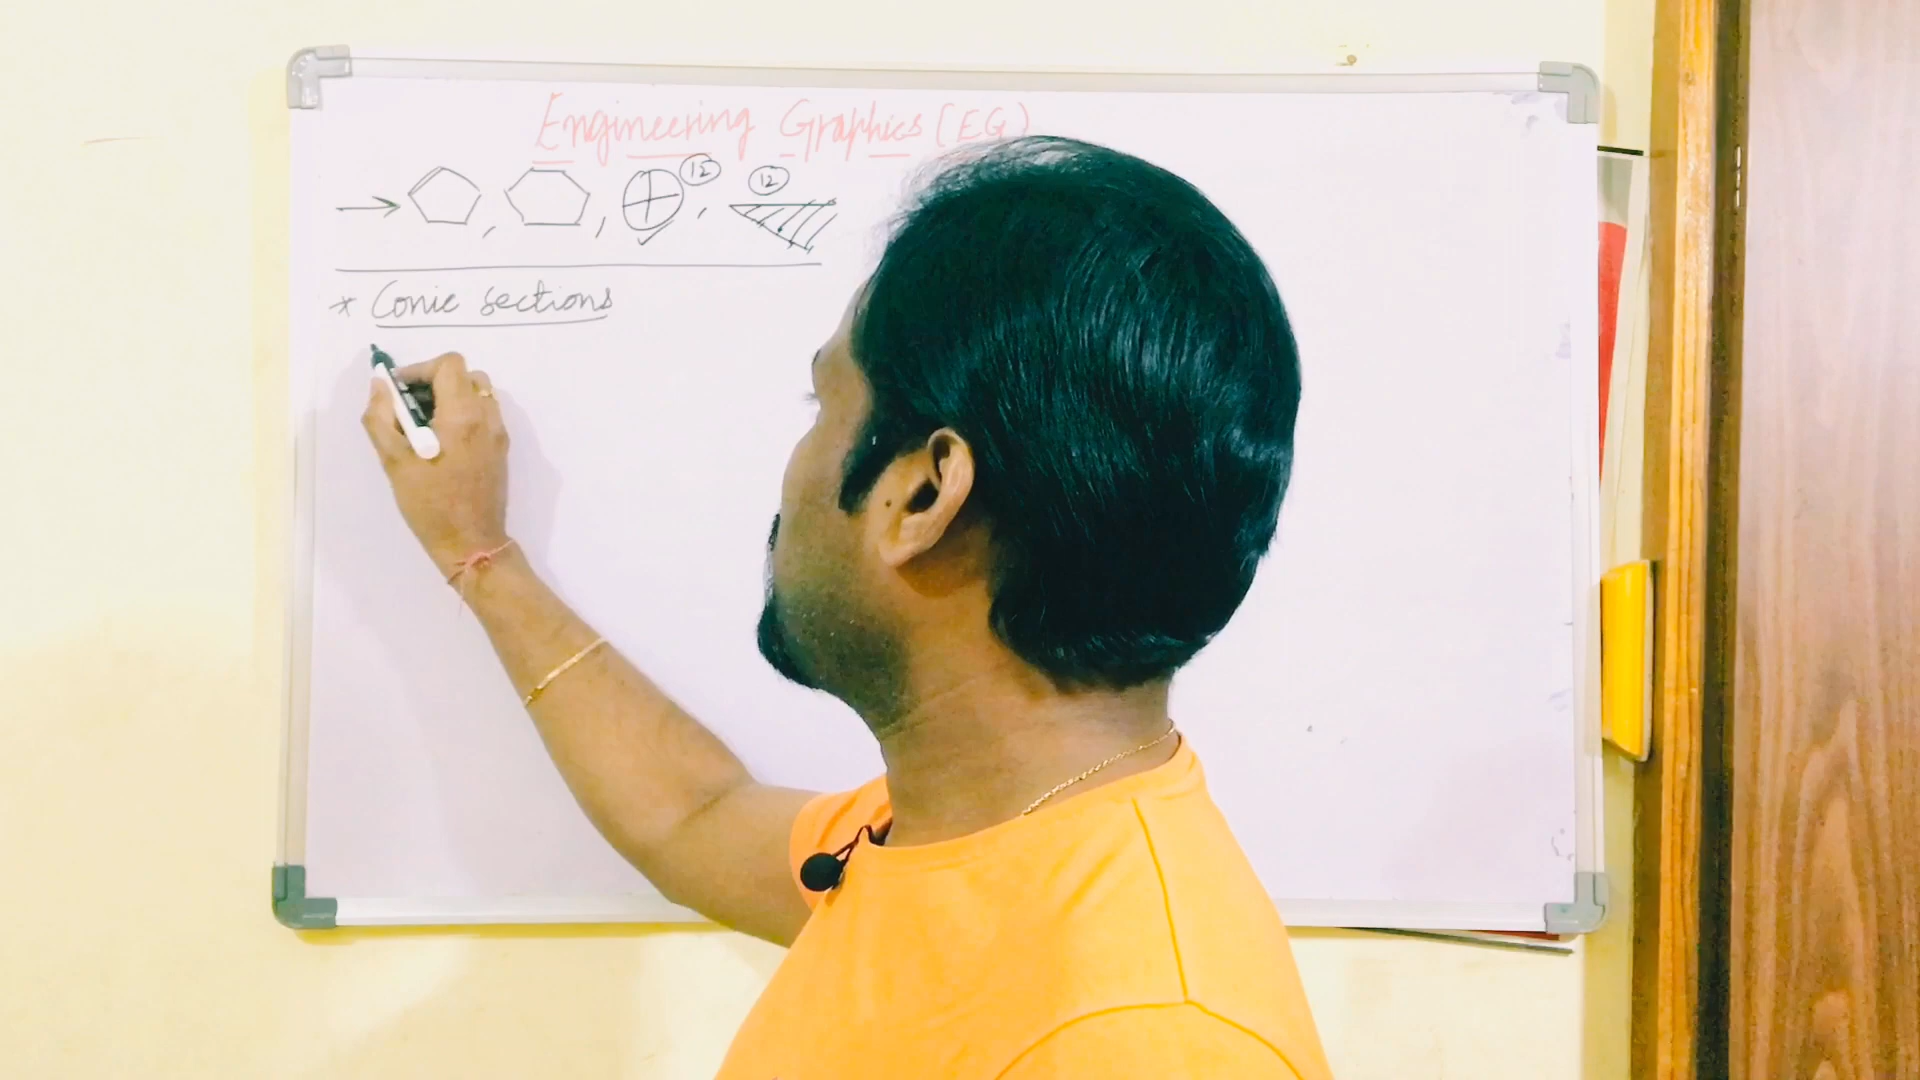 Engineering Graphics (EG)
→ , , 12 , 12
* Conic sections